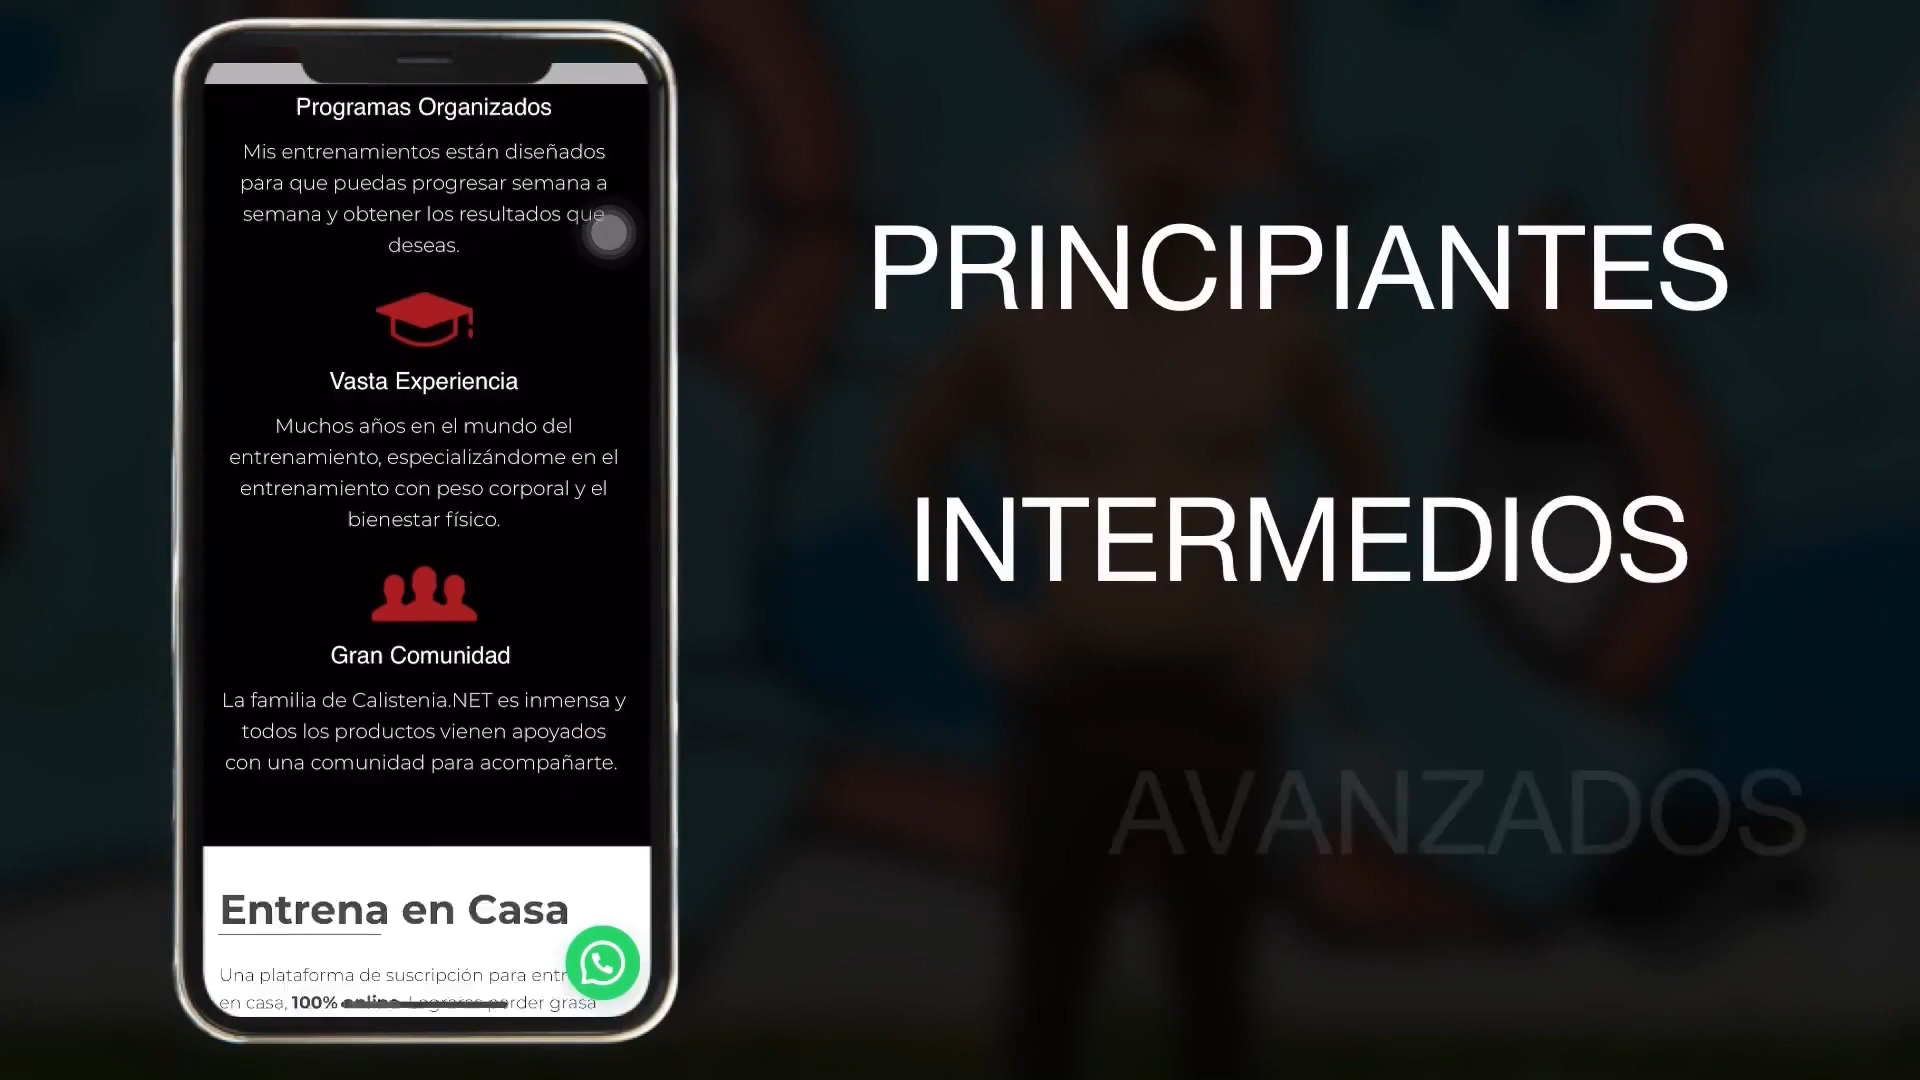 Programas Organizados
Mis entrenamientos están diseñados
para que puedas progresar semana a
semana y obtener los resultados que
deseas.
Vasta Experiencia
Muchos años en el mundo del
entrenamiento, especializándome en el
entrenamiento con peso corporal y el
bienestar físico.
Gran Comunidad
La familia de Calistenia.NET es inmensa y
todos los productos vienen apoyados
con una comunidad para acompañarte.
Entrena en Casa
Una plataforma de suscripción para
en casa, 100% online. grasa
PRINCIPIANTES
INTERMEDIOS
AVANZADOS